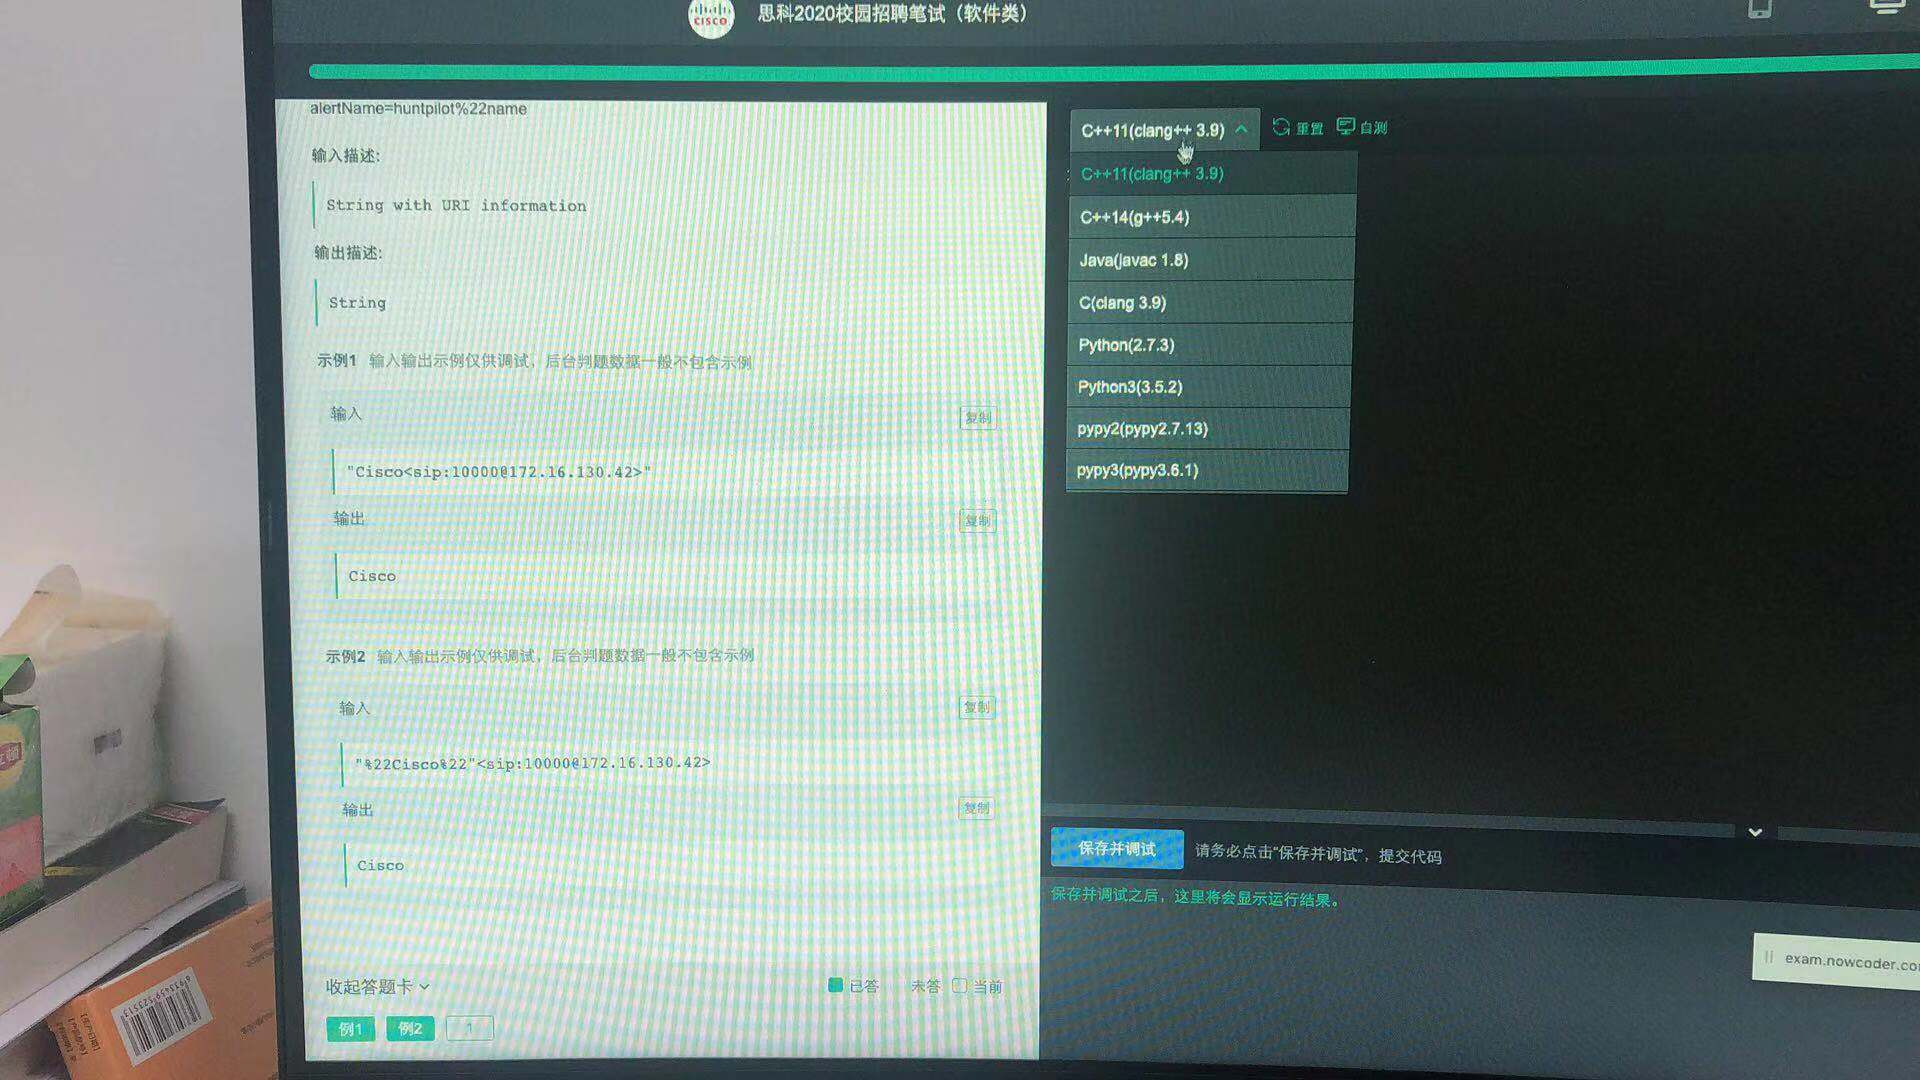 CISCO
思科2020校园招聘笔试（软件类）
alertName=huntpilot%22name
输入描述:
String with URI information
输出描述:
String
示例1 输入输出示例仅供调试，后台判题数据一般不包含示例
输入
复制
"Cisco<sip:10000@172.16.130.42>"
输出
复制
Cisco
示例2 输入输出示例仅供调试，后台判题数据一般不包含示例
输入
复制
"%22Cisco%22"<sip:10000@172.16.130.42>
输出
复制
Cisco
收起答题卡
已答 未答 当前
例1 例2 1
C++11(clang++ 3.9) 重置 自测
C++11(clang++ 3.9)
C++14(g++5.4)
Java(javac 1.8)
C(clang 3.9)
Python(2.7.3)
Python3(3.5.2)
pypy2(pypy2.7.13)
pypy3(pypy3.6.1)
保存并调试 请务必点击“保存并调试”，提交代码
保存并调试之后，这里将会显示运行结果。
exam.nowcoder.co